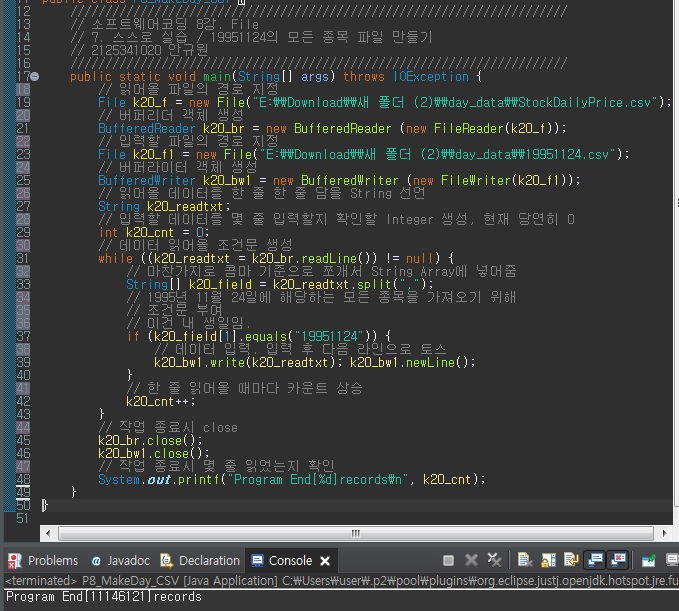 public class P8_MakeDay_CSV {
12 ////////////////////////////////////////////////////////////////////////
13 // 소프트웨어코딩 8강. File
14 // 7. 스스로 실습 / 19951124의 모든 종목 파일 만들기
15 // 2125341020 안규원
16 ////////////////////////////////////////////////////////////////////////
17 public static void main(String[] args) throws IOException {
18 // 읽어올 파일의 경로 지정
19 File k20_f = new File("E:₩₩Download₩₩새 폴더 (2)₩₩day_data₩₩StockDailyPrice.csv");
20 // 버퍼리더 객체 생성
21 BufferedReader k20_br = new BufferedReader (new FileReader(k20_f));
22 // 입력할 파일의 경로 지정
23 File k20_f1 = new File("E:₩₩Download₩₩새 폴더 (2)₩₩day_data₩₩19951124.csv");
24 // 버퍼라이터 객체 생성
25 BufferedWriter k20_bw1 = new BufferedWriter (new FileWriter(k20_f1));
26 // 읽어올 데이터를 한 줄 한 줄 담을 String 선언
27 String k20_readtxt;
28 // 입력할 데이터를 몇 줄 입력할지 확인할 Integer 생성, 현재 당연히 0
29 int k20_cnt = 0;
30 // 데이터 읽어올 조건문 생성
31 while ((k20_readtxt = k20_br.readLine()) != null) {
32 // 마찬가지로 콤마 기준으로 쪼개서 String Array에 넣어줌
33 String[] k20_field = k20_readtxt.split(",");
34 // 1995년 11월 24일에 해당하는 모든 종목을 가져오기 위해
35 // 조건문 부여
36 // 이건 내 생일임.
37 if (k20_field[1].equals("19951124")) {
38 // 데이터 입력, 입력 후 다음 라인으로 토스
39 k20_bw1.write(k20_readtxt); k20_bw1.newLine();
40 }
41 // 한 줄 읽어올 때마다 카운트 상승
42 k20_cnt++;
43 }
44 // 작업 종료시 close
45 k20_br.close();
46 k20_bw1.close();
47 // 작업 종료시 몇 줄 읽었는지 확인
48 System.out.printf("Program End[%d]records₩n", k20_cnt);
49 }
50 }
51
Problems @ Javadoc Declaration Console
<terminated> P8_MakeDay_CSV [Java Application] C:₩Users₩user₩.p2₩pool₩plugins₩org.eclipse.justj.openjdk.hotspot.jre.fu
Program End[11146121]records